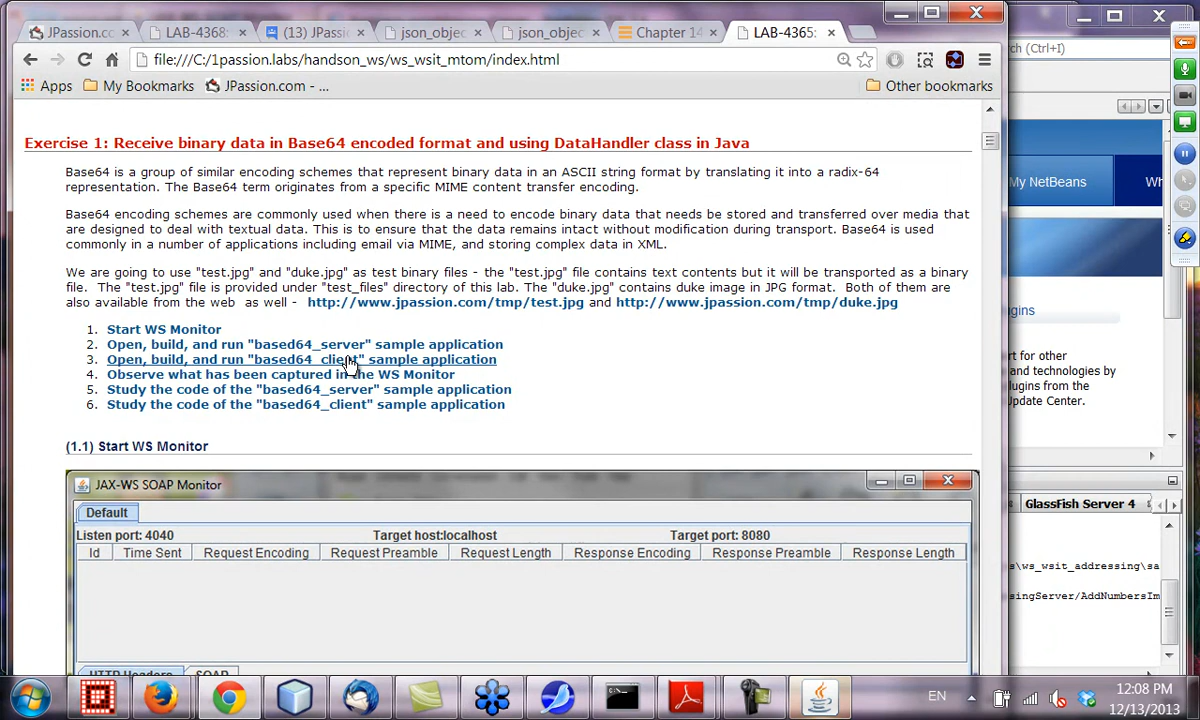 JPassion.cc
LAB-4368:
(13) JPassi
json_objec
json_objec
Chapter 14
LAB-4365:
file:///C:/1passion.labs/handson_ws/ws_wsit_mtom/index.html
rch (Ctrl+I)
Apps
My Bookmarks
JPassion.com - ...
Other bookmarks
Exercise 1: Receive binary data in Base64 encoded format and using DataHandler class in Java
Base64 is a group of similar encoding schemes that represent binary data in an ASCII string format by translating it into a radix-64
representation. The Base64 term originates from a specific MIME content transfer encoding.
My NetBeans
Wh
Base64 encoding schemes are commonly used when there is a need to encode binary data that needs be stored and transferred over media that
are designed to deal with textual data. This is to ensure that the data remains intact without modification during transport. Base64 is used
commonly in a number of applications including email via MIME, and storing complex data in XML.
We are going to use "test.jpg" and "duke.jpg" as test binary files - the "test.jpg" file contains text contents but it will be transported as a binary
file. The "test.jpg" file is provided under "test_files" directory of this lab. The "duke.jpg" contains duke image in JPG format. Both of them are
also available from the web as well - http://www.jpassion.com/tmp/test.jpg and http://www.jpassion.com/tmp/duke.jpg
lugins
1. Start WS Monitor
2. Open, build, and run "based64_server" sample application
3. Open, build, and run "based64_client" sample application
4. Observe what has been captured in the WS Monitor
5. Study the code of the "based64_server" sample application
6. Study the code of the "based64_client" sample application
rt for other
and technologies by
lugins from the
Update Center.
(1.1) Start WS Monitor
JAX-WS SOAP Monitor
Default
Listen port: 4040
Target host:localhost
Target port: 8080
Id
Time Sent
Request Encoding
Request Preamble
Request Length
Response Encoding
Response Preamble
Response Length
HTTP Headers
SOAP
GlassFish Server 4
s\ws_wsit_addressing\sa
singServer/AddNumbersIm
EN
12:08 PM
12/13/2013